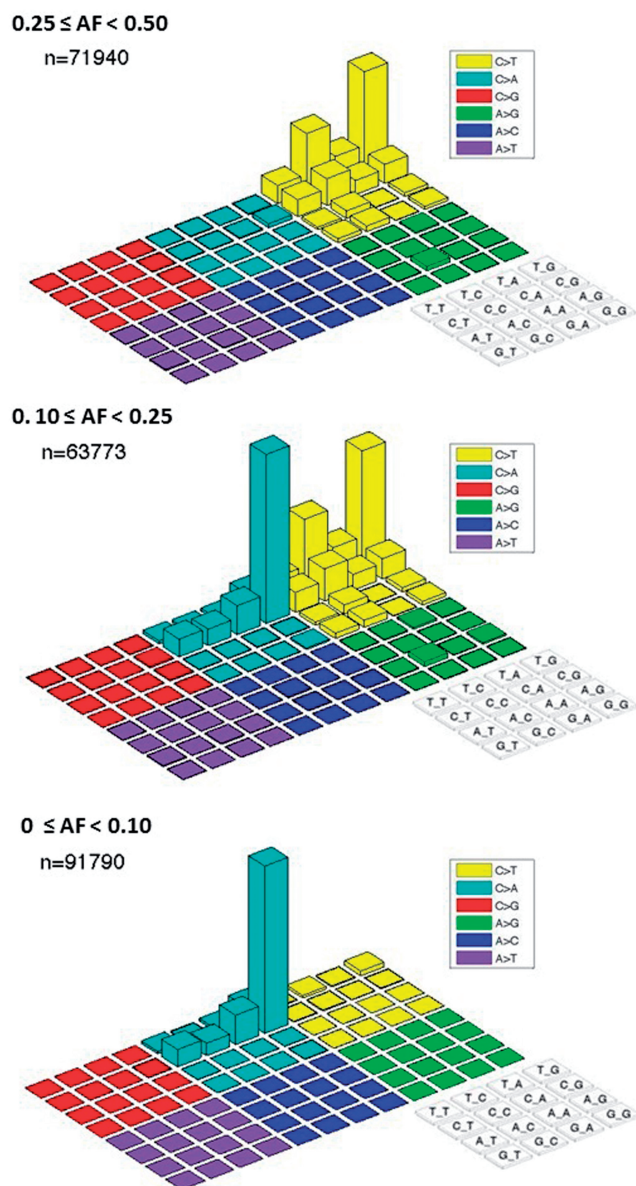 0.25 ≤ AF < 0.50
n=71940
C>T
C>A
C>G
A>G
A>C
A>T
T_G
T_A C_G
T_C C_A A_G
T_T C_C A_A G_G
C_T A_C G_A
A_T G_C
G_T
0. 10 ≤ AF < 0.25
n=63773
C>T
C>A
C>G
A>G
A>C
A>T
T_G
T_A C_G
T_C C_A A_G
T_T C_C A_A G_G
C_T A_C G_A
A_T G_C
G_T
0 ≤ AF < 0.10
n=91790
C>T
C>A
C>G
A>G
A>C
A>T
T_G
T_A C_G
T_C C_A A_G
T_T C_C A_A G_G
C_T A_C G_A
A_T G_C
G_T